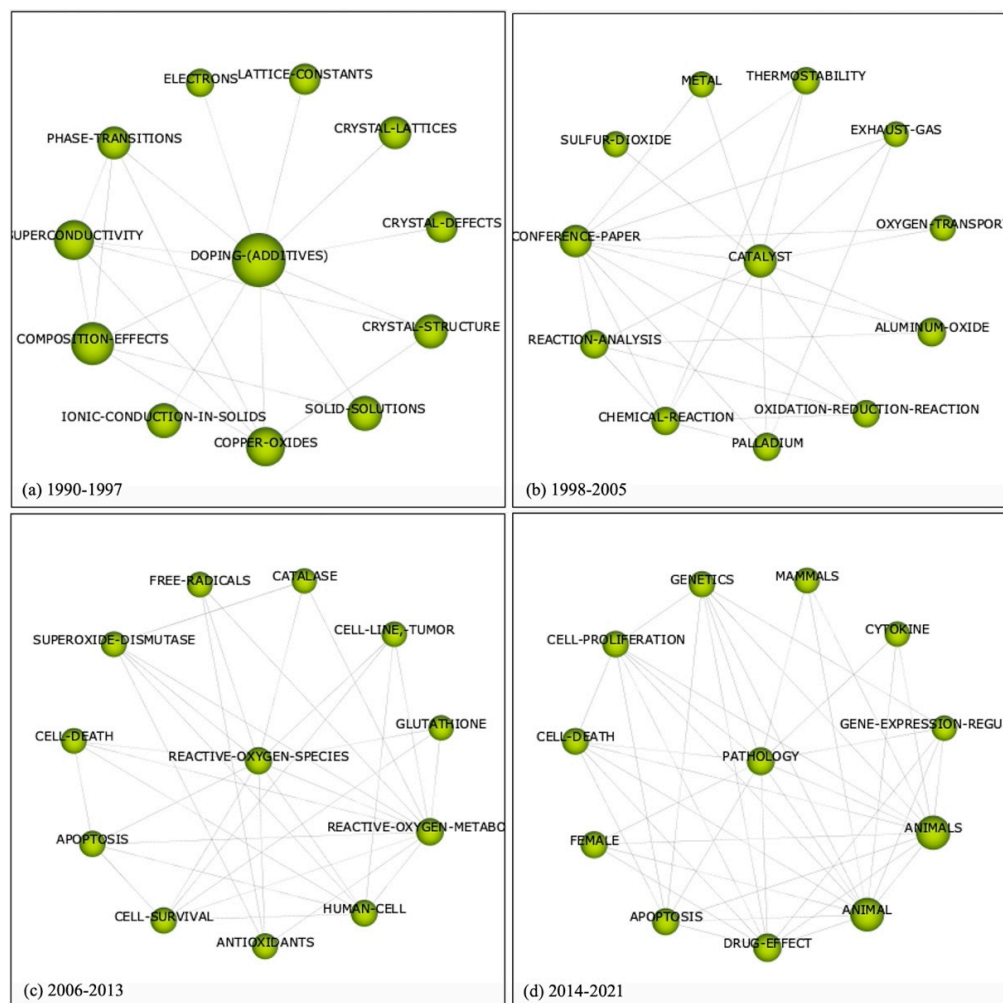 ELECTRONS
LATTICE-CONSTANTS
PHASE-TRANSITIONS
CRYSTAL-LATTICES
SUPERCONDUCTIVITY
CRYSTAL-DEFECTS
DOPING-(ADDITIVES)
COMPOSITION-EFFECTS
CRYSTAL-STRUCTURE
IONIC-CONDUCTION-IN-SOLIDS
SOLID-SOLUTIONS
COPPER-OXIDES
(a) 1990-1997
METAL
THERMOSTABILITY
SULFUR-DIOXIDE
EXHAUST-GAS
CONFERENCE-PAPER
OXYGEN-TRANSPOR
CATALYST
REACTION-ANALYSIS
ALUMINUM-OXIDE
CHEMICAL-REACTION
OXIDATION-REDUCTION-REACTION
PALLADIUM
(b) 1998-2005
FREE-RADICALS
CATALASE
SUPEROXIDE-DISMUTASE
CELL-LINE,-TUMOR
CELL-DEATH
GLUTATHIONE
REACTIVE-OXYGEN-SPECIES
APOPTOSIS
REACTIVE-OXYGEN-METABO
CELL-SURVIVAL
HUMAN-CELL
ANTIOXIDANTS
(c) 2006-2013
GENETICS
MAMMALS
CELL-PROLIFERATION
CYTOKINE
CELL-DEATH
GENE-EXPRESSION-REGU
PATHOLOGY
FEMALE
ANIMALS
APOPTOSIS
ANIMAL
DRUG-EFFECT
(d) 2014-2021